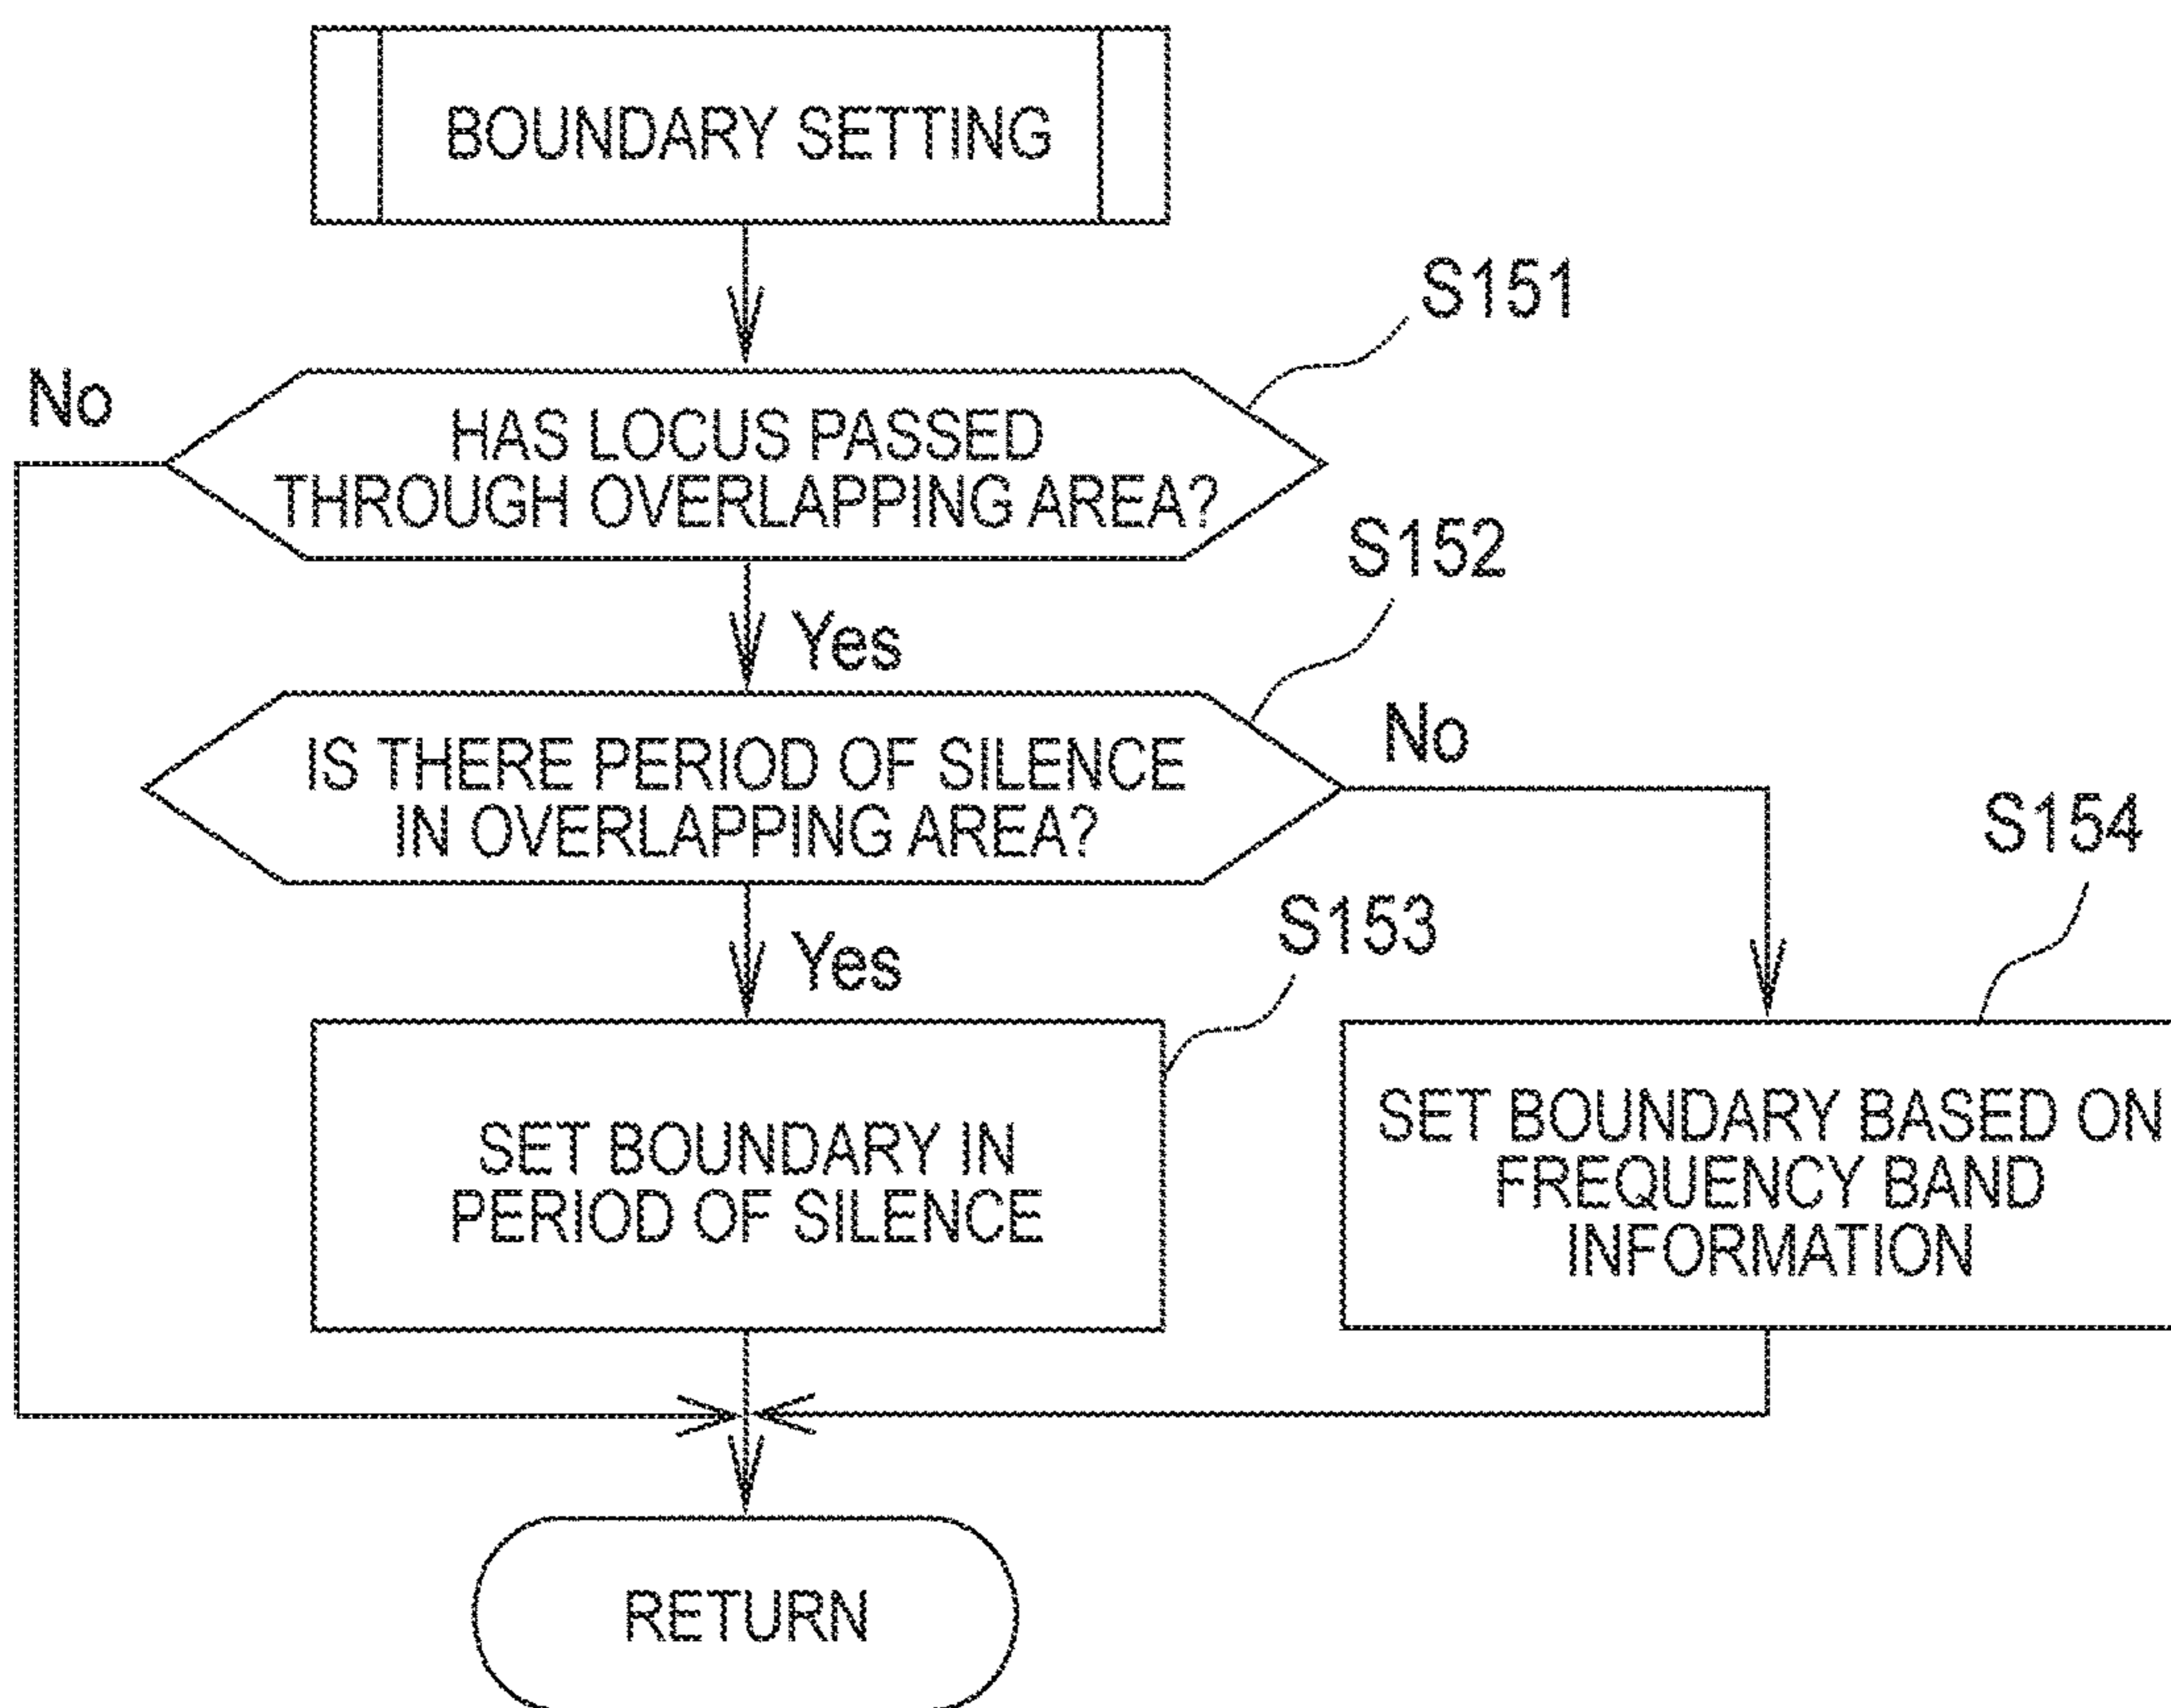 BOUNDARY SETTING
S151
No
HAS LOCUS PASSED
THROUGH OVERLAPPING AREA?
S152
Yes
IS THERE PERIOD OF SILENCE
IN OVERLAPPING AREA?
No
S154
S153
Yes
SET BOUNDARY IN
PERIOD OF SILENCE
SET BOUNDARY BASED ON
FREQUENCY BAND
INFORMATION
RETURN